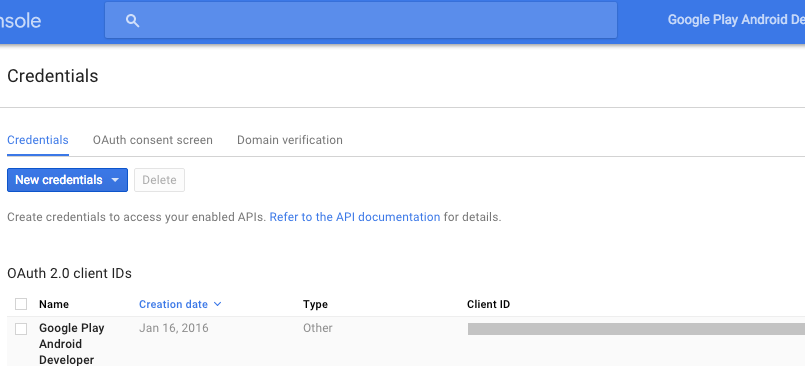 nsole Google Play Android De
Credentials
Credentials OAuth consent screen Domain verification
New credentials Delete
Create credentials to access your enabled APIs. Refer to the API documentation for details.
OAuth 2.0 client IDs
Name Creation date Type Client ID
Google Play Jan 16, 2016 Other
Android
Developer